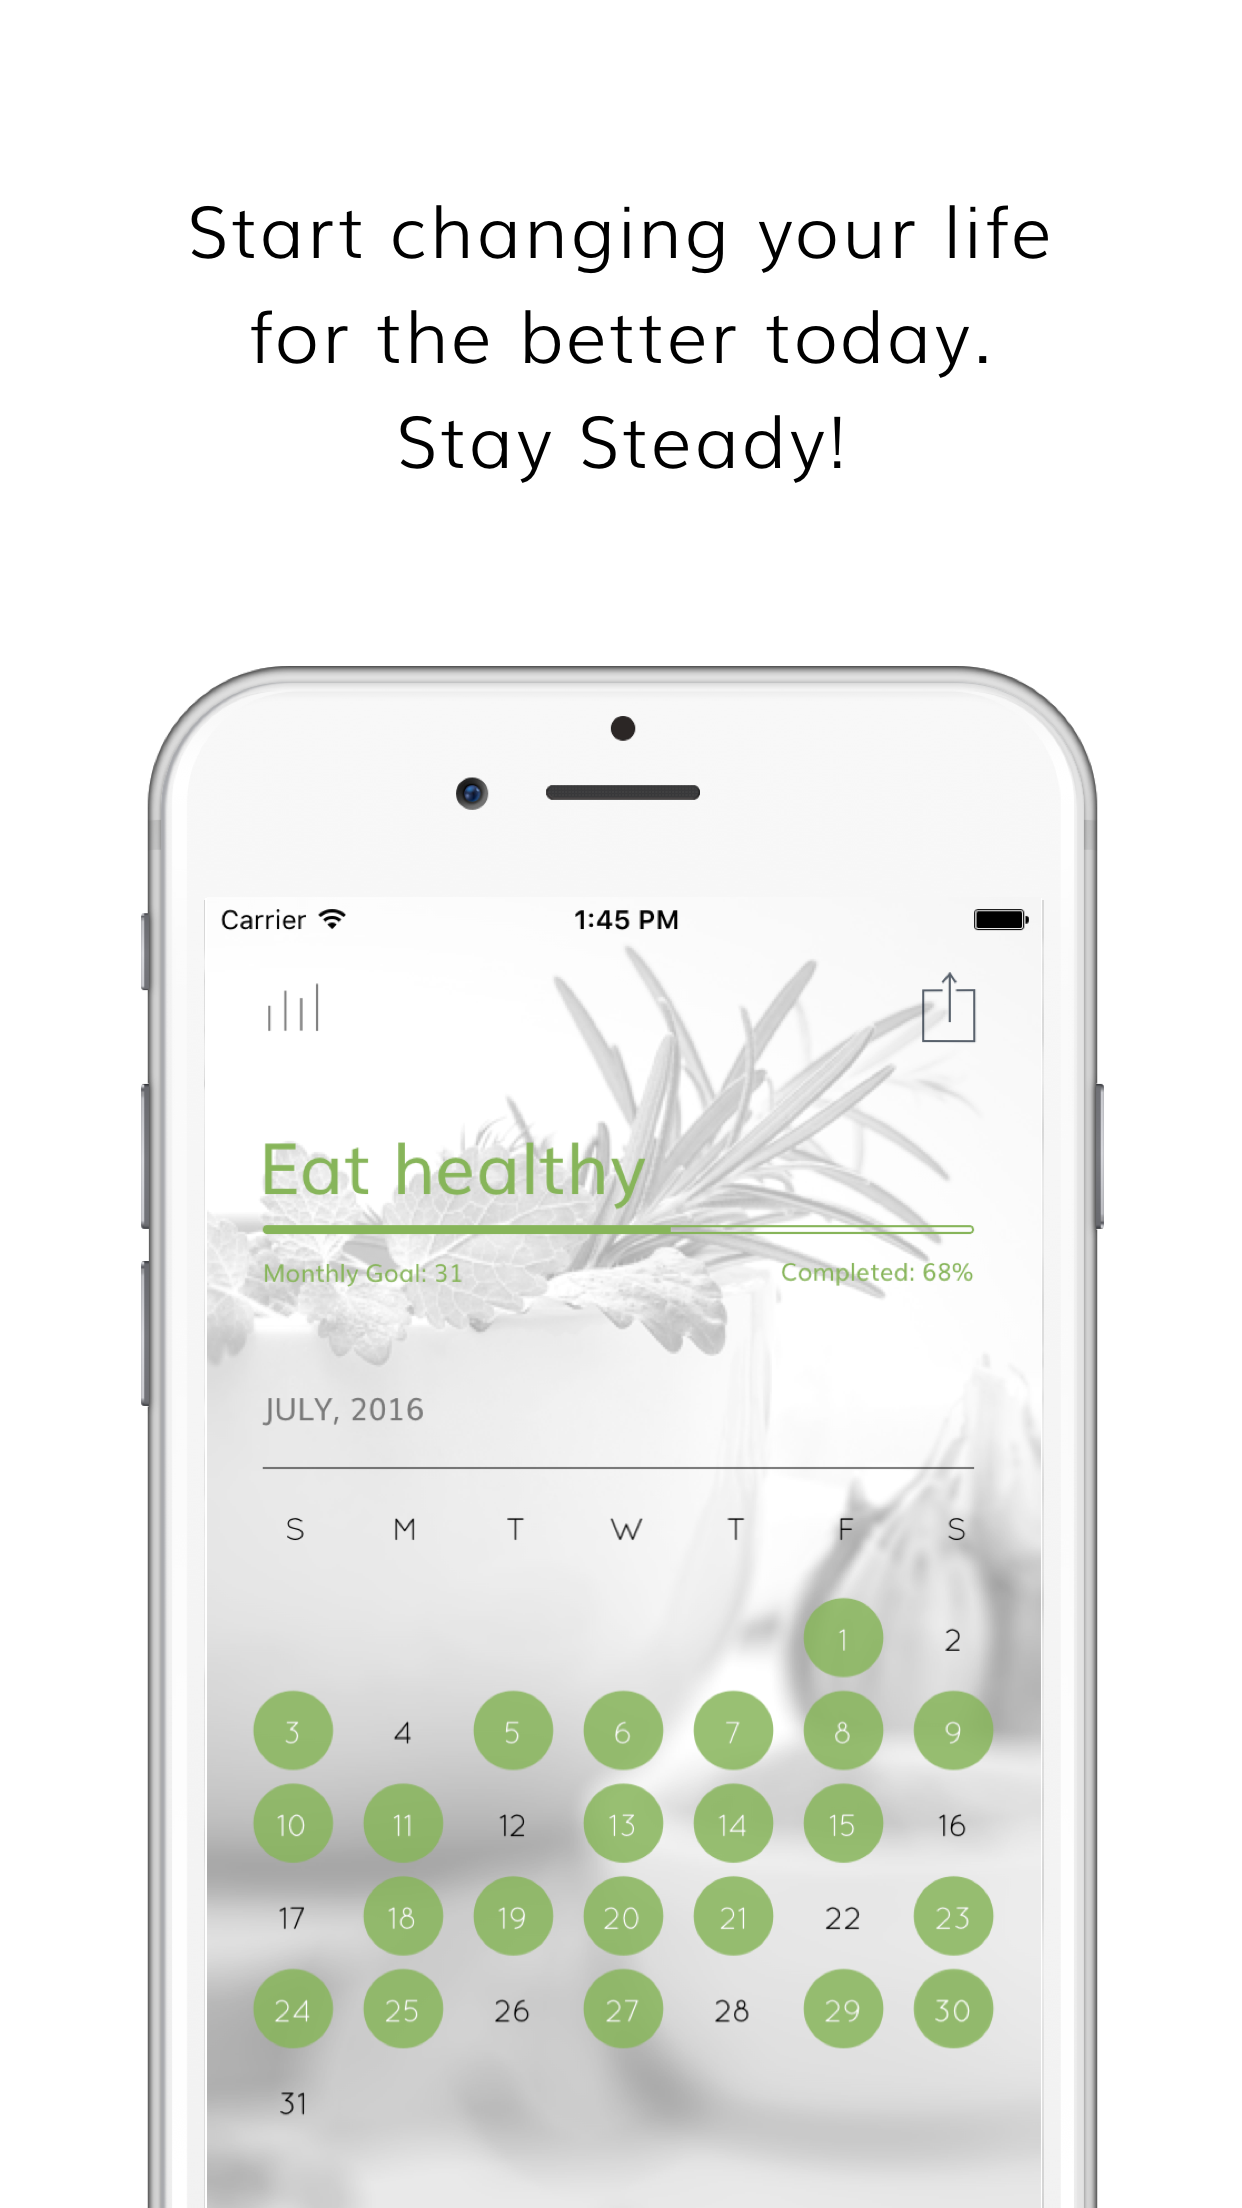 Start changing your life
for the better today.
Stay Steady!
Carrier 1:45 PM
Eat healthy
Monthly Goal: 31 Completed: 68%
JULY, 2016
S M T W T F S
1 2
3 4 5 6 7 8 9
10 11 12 13 14 15 16
17 18 19 20 21 22 23
24 25 26 27 28 29 30
31